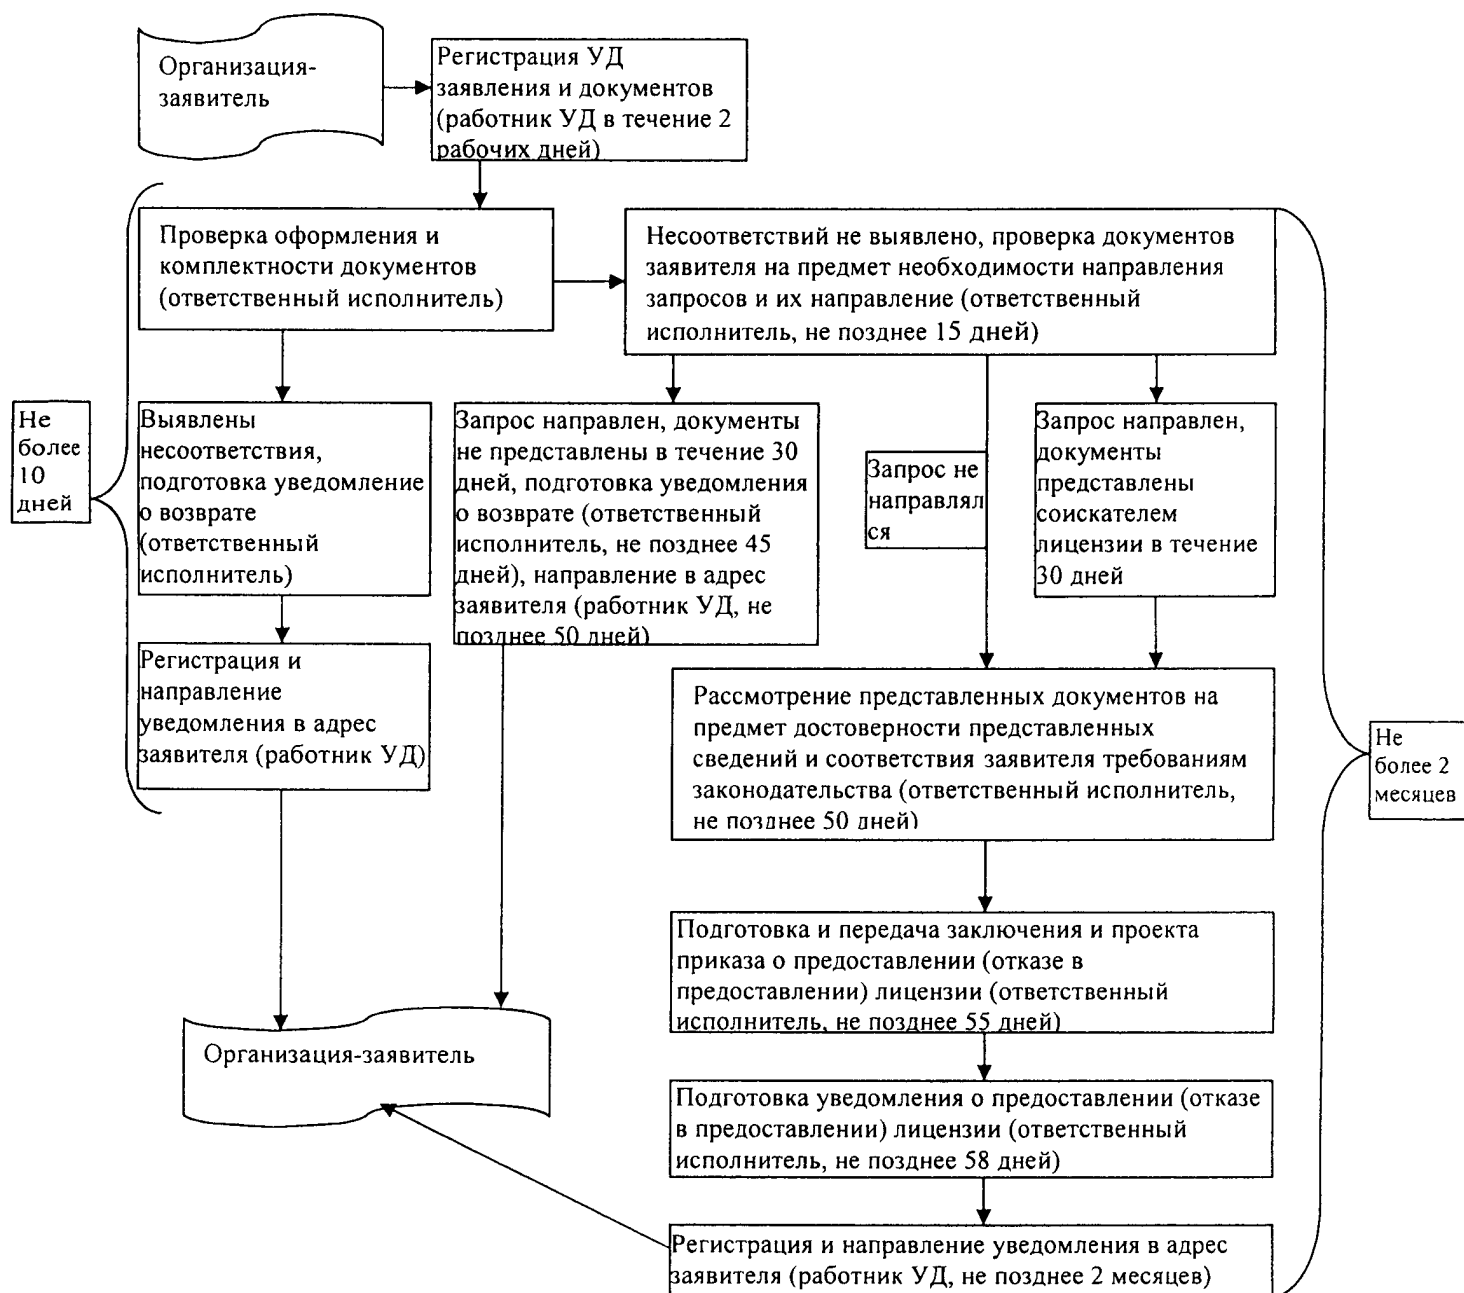 Организация-
заявитель
Регистрация УД
заявления и документов
(работник УД в течение 2
рабочих дней)
Проверка оформления и
комплектности документов
(ответственный исполнитель)
Несоответствий не выявлено, проверка документов
заявителя на предмет необходимости направления
запросов и их направление (ответственный
исполнитель, не позднее 15 дней)
Не
более
10
дней
Выявлены
несоответствия,
подготовка уведомление
о возврате
(ответственный
исполнитель)
Запрос направлен, документы
не представлены в течение 30
дней, подготовка уведомления
о возврате (ответственный
исполнитель, не позднее 45
дней), направление в адрес
заявителя (работник УД, не
позднее 50 дней)
Запрос не
направлял
ся
Запрос направлен,
документы
представлены
соискателем
лицензии в течение
30 дней
Регистрация и
направление
уведомления в адрес
заявителя (работник УД)
Рассмотрение представленных документов на
предмет достоверности представленных
сведений и соответствия заявителя требованиям
законодательства (ответственный исполнитель,
не позднее 50 дней)
Не
более 2
месяцев
Подготовка и передача заключения и проекта
приказа о предоставлении (отказе в
предоставлении) лицензии (ответственный
исполнитель, не позднее 55 дней)
Организация-заявитель
Подготовка уведомления о предоставлении (отказе
в предоставлении) лицензии (ответственный
исполнитель, не позднее 58 дней)
Регистрация и направление уведомления в адрес
заявителя (работник УД, не позднее 2 месяцев)